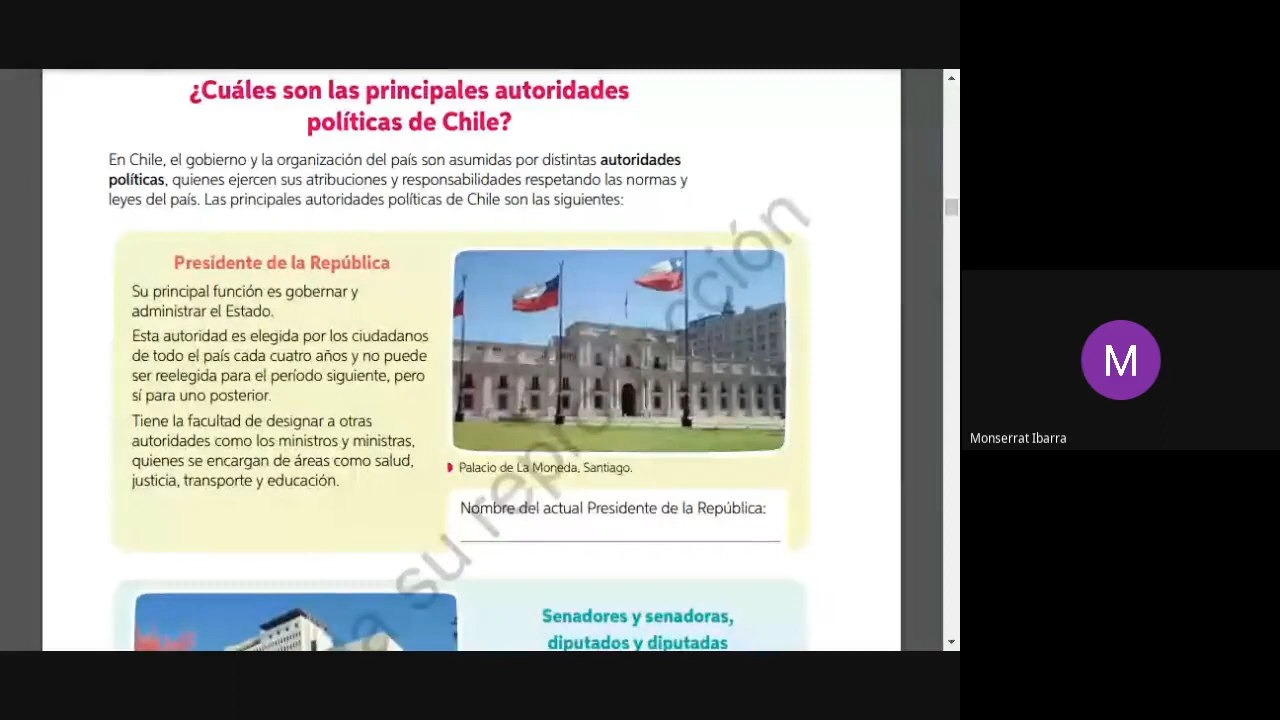 ¿Cuáles son las principales autoridades
políticas de Chile?
En Chile, el gobierno y la organización del país son asumidas por distintas autoridades
políticas, quienes ejercen sus atribuciones y responsabilidades respetando las normas y
leyes del país. Las principales autoridades políticas de Chile son las siguientes:
Presidente de la República
Su principal función es gobernar y
administrar el Estado.
Esta autoridad es elegida por los ciudadanos
de todo el país cada cuatro años y no puede
ser reelegida para el período siguiente, pero
sí para uno posterior.
Tiene la facultad de designar a otras
autoridades como los ministros y ministras,
quienes se encargan de áreas como salud,
justicia, transporte y educación.
Palacio de La Moneda, Santiago.
Nombre del actual Presidente de la República:
Senadores y senadoras,
diputados y diputadas
su
M
Monserrat Ibarra